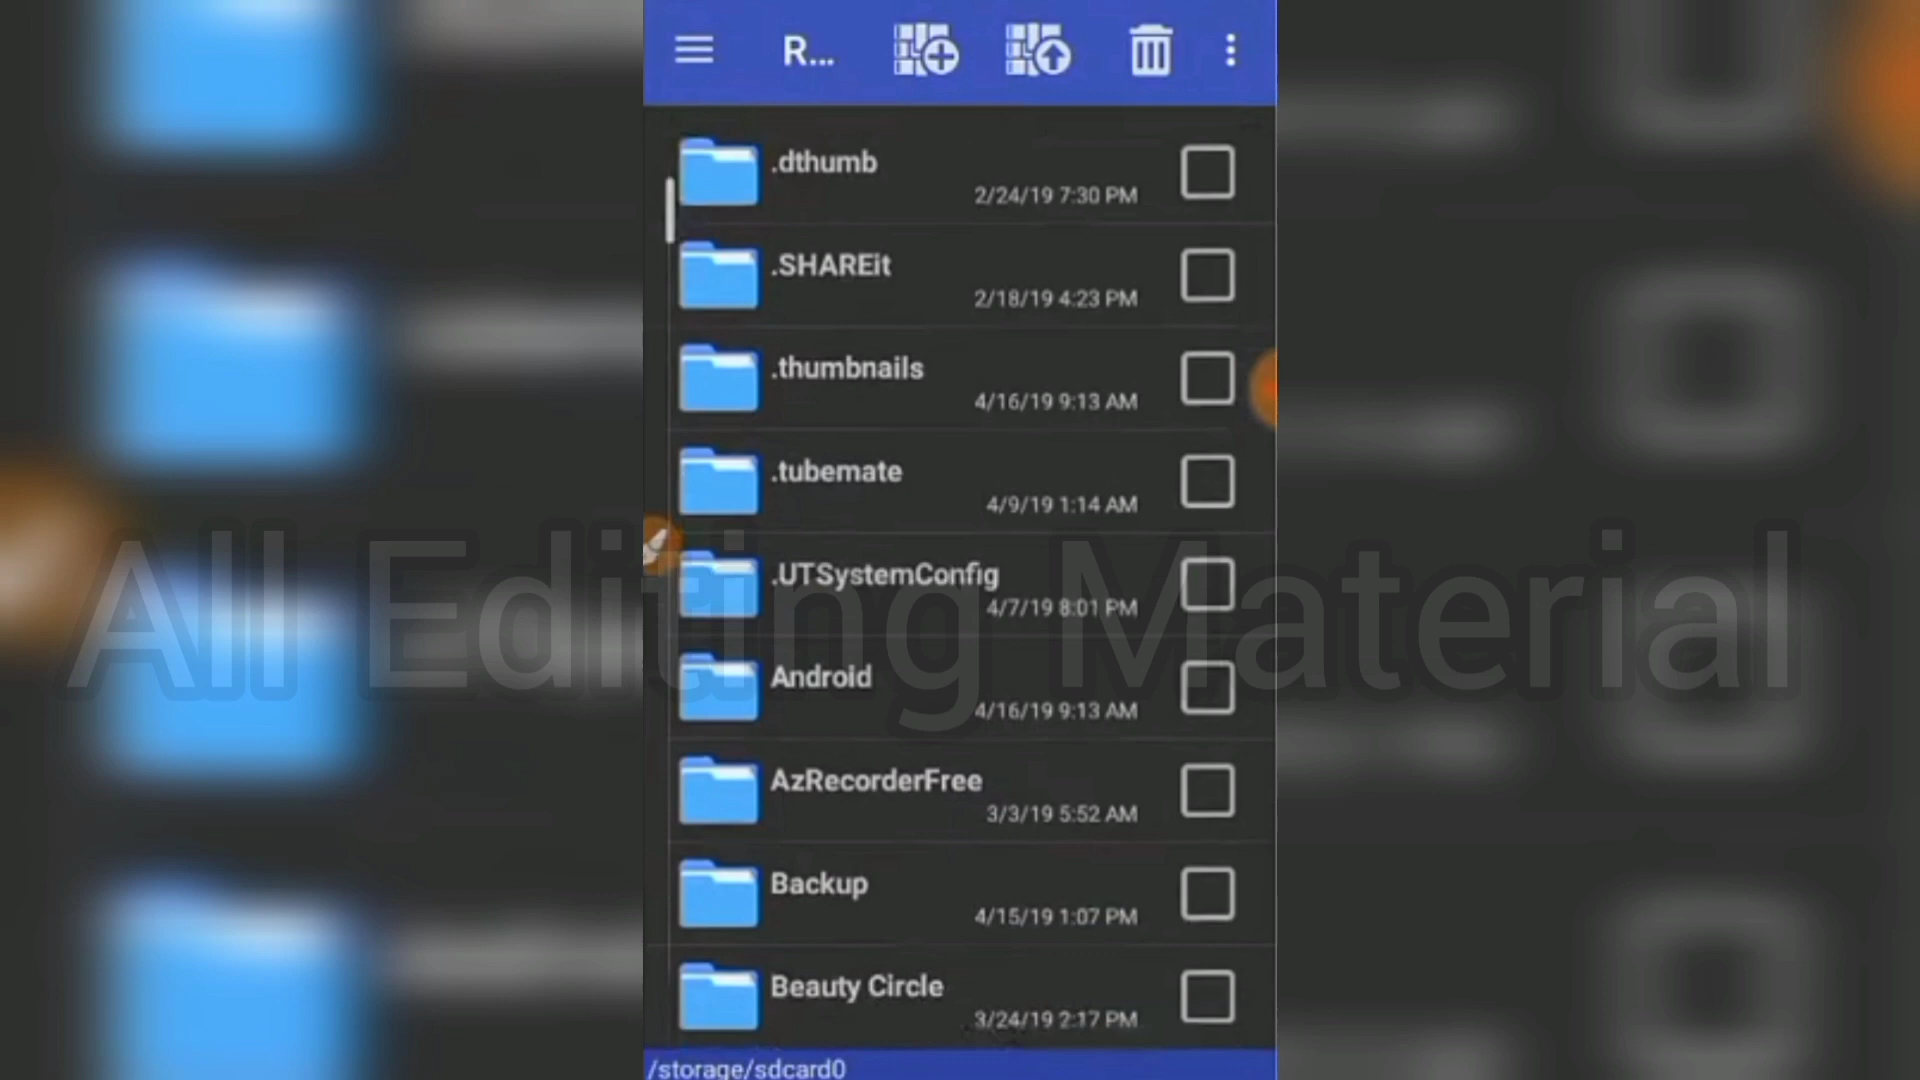 R...
.dthumb
2/24/19 7:30 PM
.SHAREit
2/18/19 4:23 PM
.thumbnails
4/16/19 9:13 AM
.tubemate
4/9/19 1:14 AM
.UTSystemConfig
4/7/19 8:01 PM
All Editing Material
Android
4/16/19 9:13 AM
AzRecorderFree
3/3/19 5:52 AM
Backup
4/15/19 1:07 PM
Beauty Circle
3/24/19 2:17 PM
/storage/sdcard0